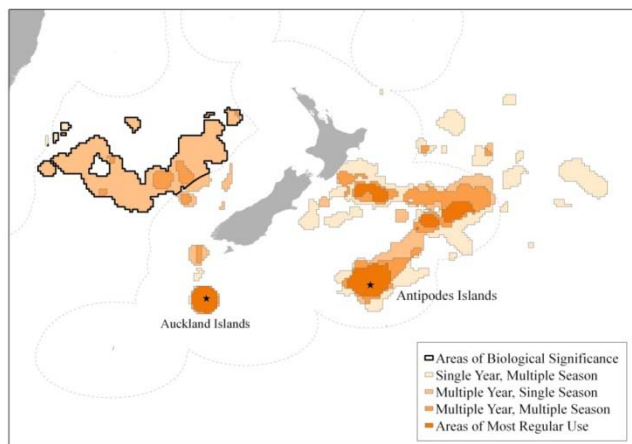 Antipodes Islands
Auckland Islands
Areas of Biological Significance
Single Year, Multiple Season
Multiple Year, Single Season
Multiple Year, Multiple Season
Areas of Most Regular Use